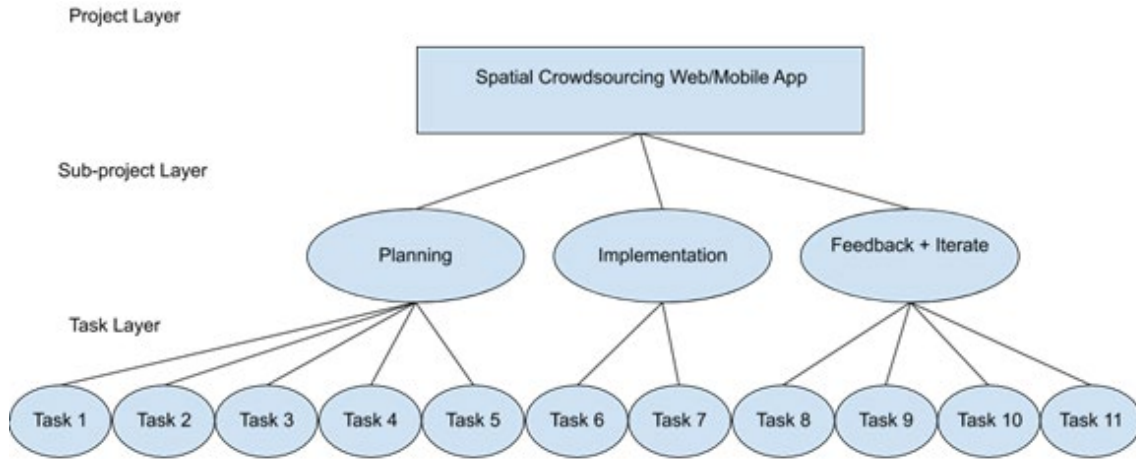 Project Layer
Spatial Crowdsourcing Web/Mobile App
Sub-project Layer
Planning
Implementation
Feedback + Iterate
Task Layer
Task 1
Task 2
Task 3
Task 4
Task 5
Task 6
Task 7
Task 8
Task 9
Task 10
Task 11